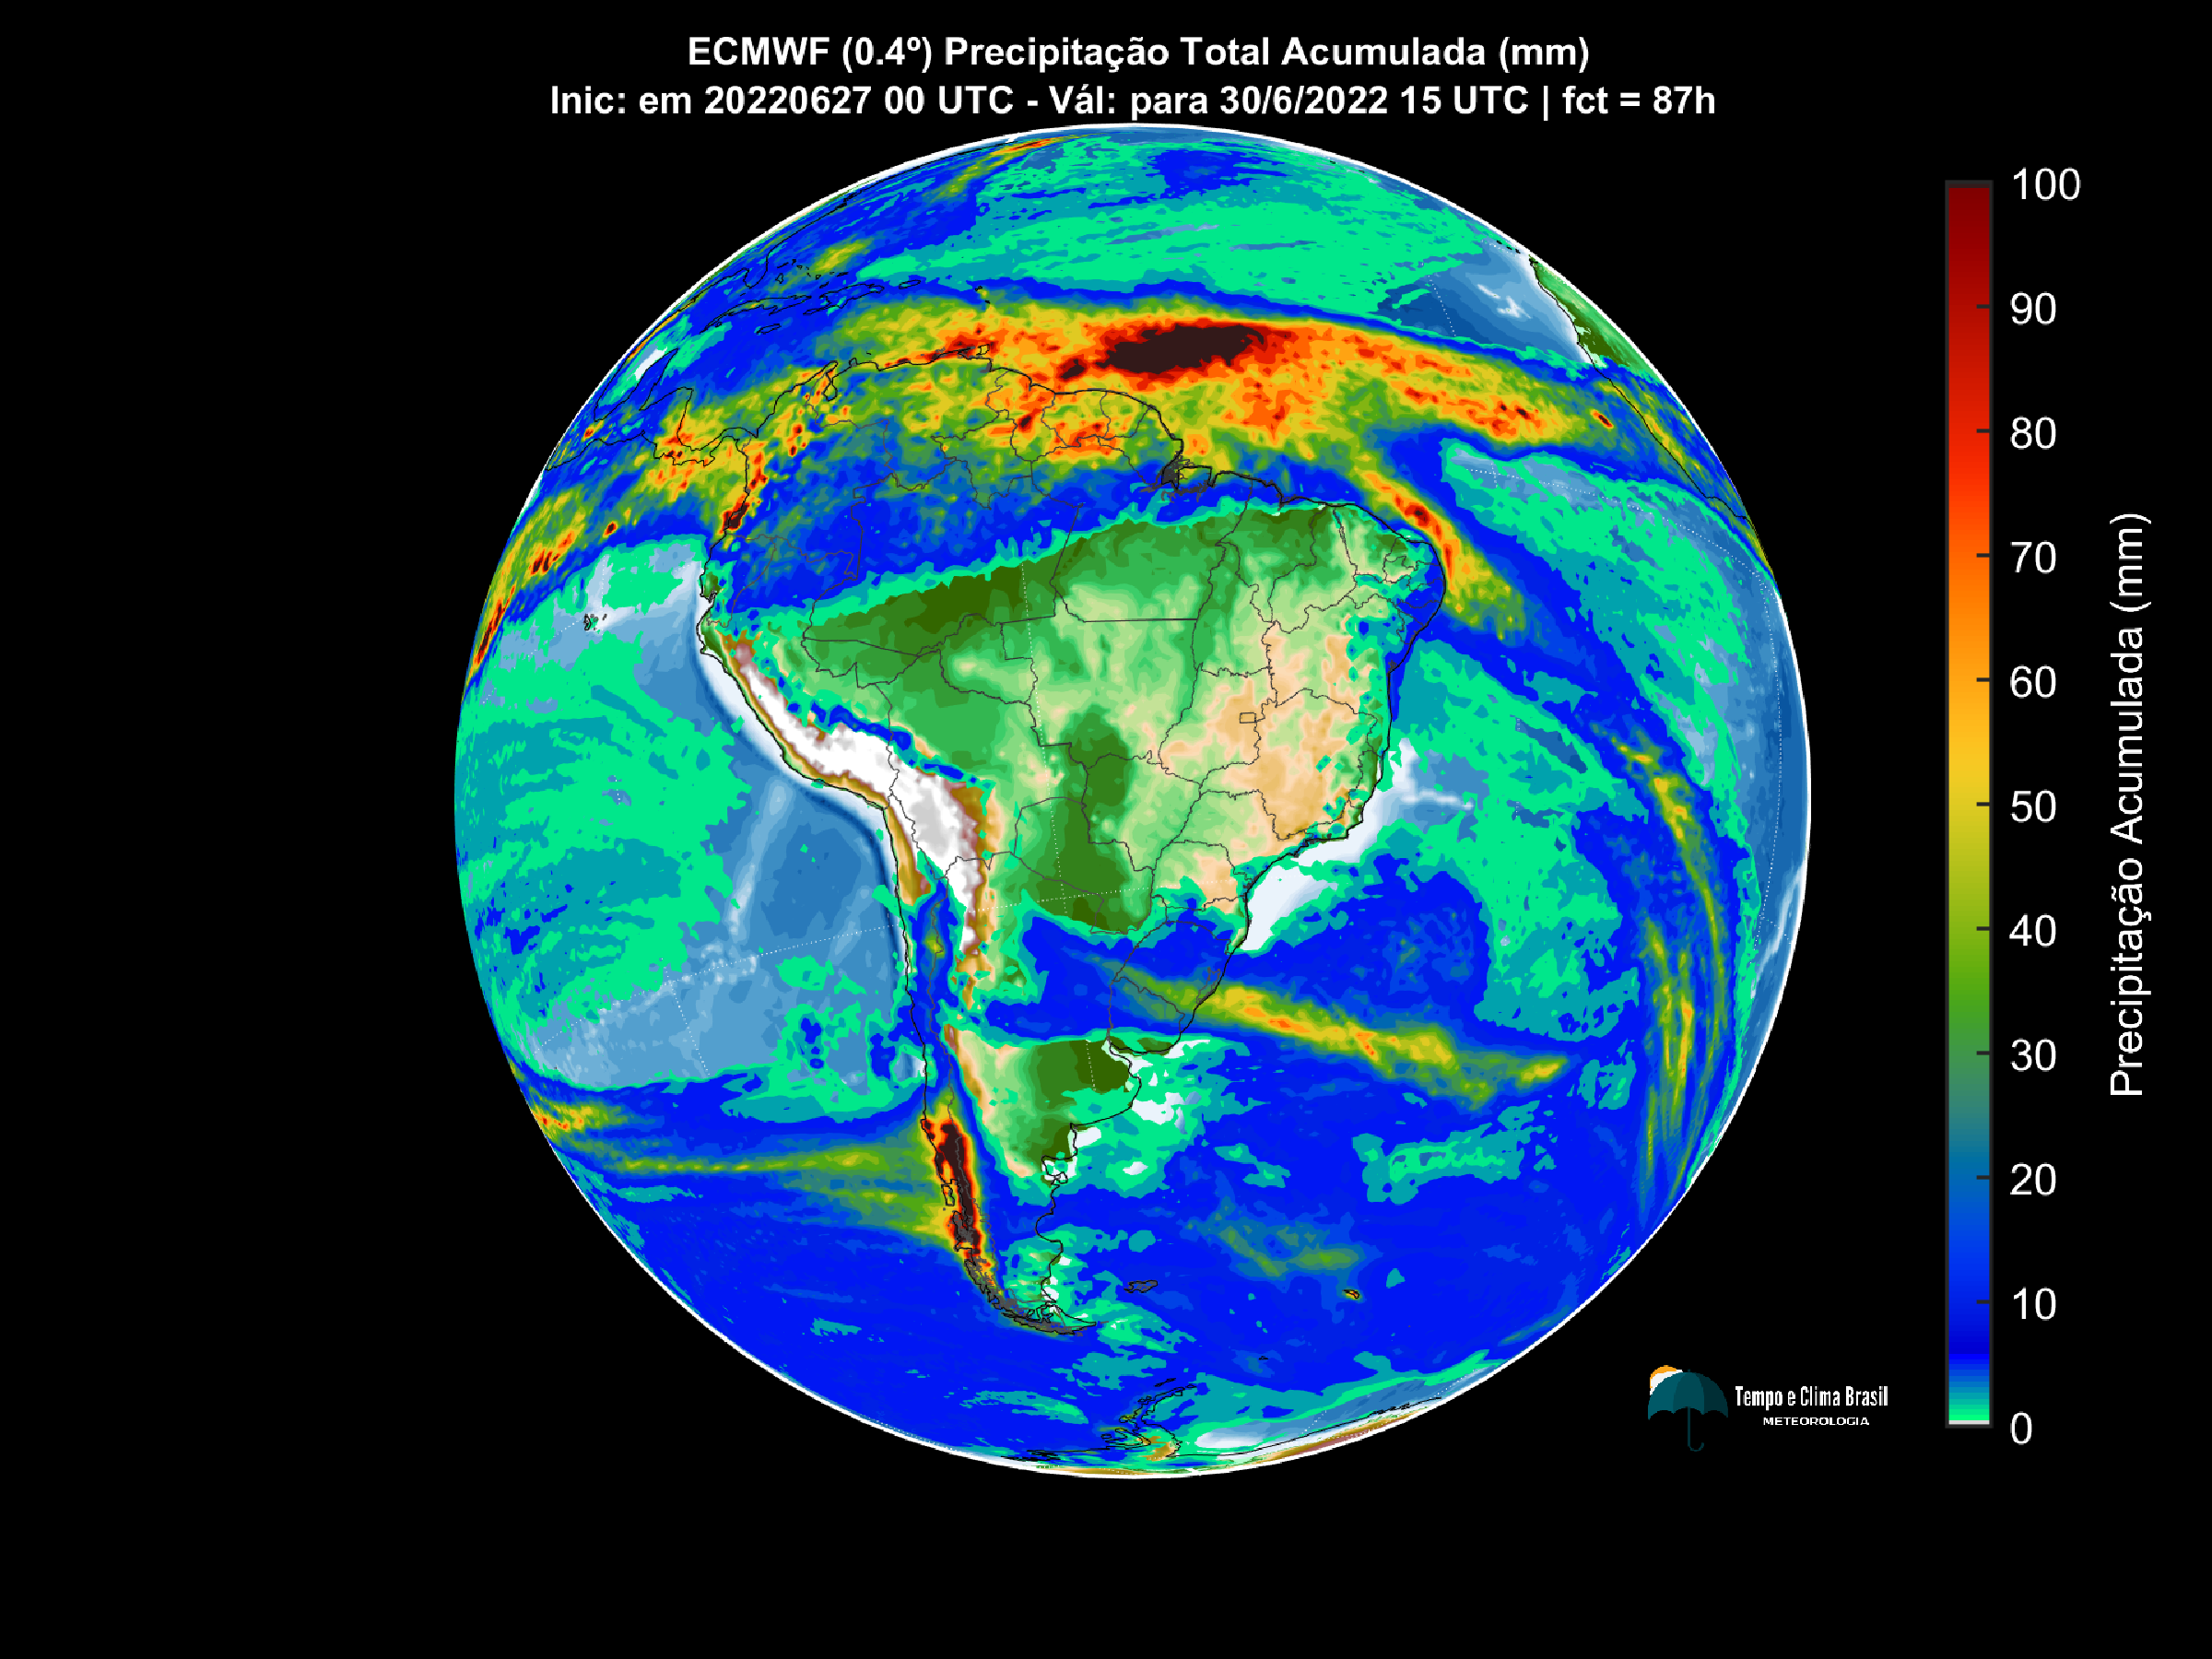 ECMWF (0.4º) Precipitação Total Acumulada (mm)
Inic: em 20220627 00 UTC - Vál: para 30/6/2022 15 UTC | fct = 87h
100
90
80
70
60
50
40
30
20
10
0
Precipitação Acumulada (mm)
Tempo e Clima Brasil
METEOROLOGIA